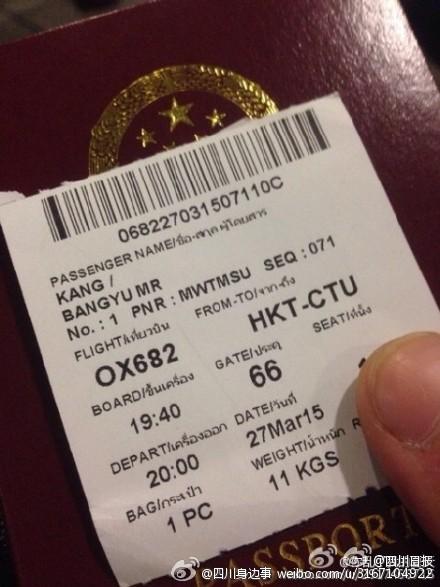 068227031507110C
PASSENGER NAME/ชื่อ-สกุล ผู้โดยสาร
KANG /
BANGYU MR
No. : 1 PNR : MWTMSU SEQ : 071
FLIGHT/เที่ยวบิน FROM-TO/จาก-ถึง
OX682 HKT-CTU
BOARD/ขึ้นเครื่อง GATE/ประตู SEAT/ที่นั่ง
19:40 66
DEPART/เครื่องออก DATE/วันที่
20:00 27Mar15
BAG/กระเป๋า WEIGHT/น้ำหนัก
1 PC 11 KGS
PASSPORT
@四川身边事 weibo.com/u/3167104922